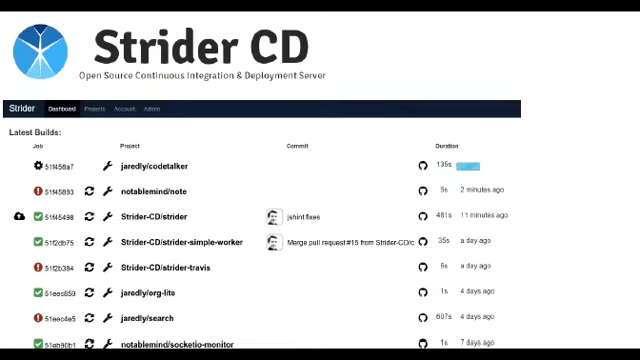 Strider CD
Open Source Continuous Integration & Deployment Server
Strider Dashboard Projects Account Admin
Latest Builds:
Job Project Commit Duration
51f458a7 jaredly/codetalker 135s
51f45893 notablemind/note 5s 2 minutes ago
51f45498 Strider-CD/strider jshint fixes 481s 11 minutes ago
51f2db75 Strider-CD/strider-simple-worker Merge pull request #15 from Strider-CD/c 35s a day ago
51f2b384 Strider-CD/strider-travis 6s a day ago
51eec859 jaredly/org-lite 1s 4 days ago
51eec4e5 jaredly/search 607s 4 days ago
51eab90b1 notablemind/socketio-monitor 1s 7 days ago